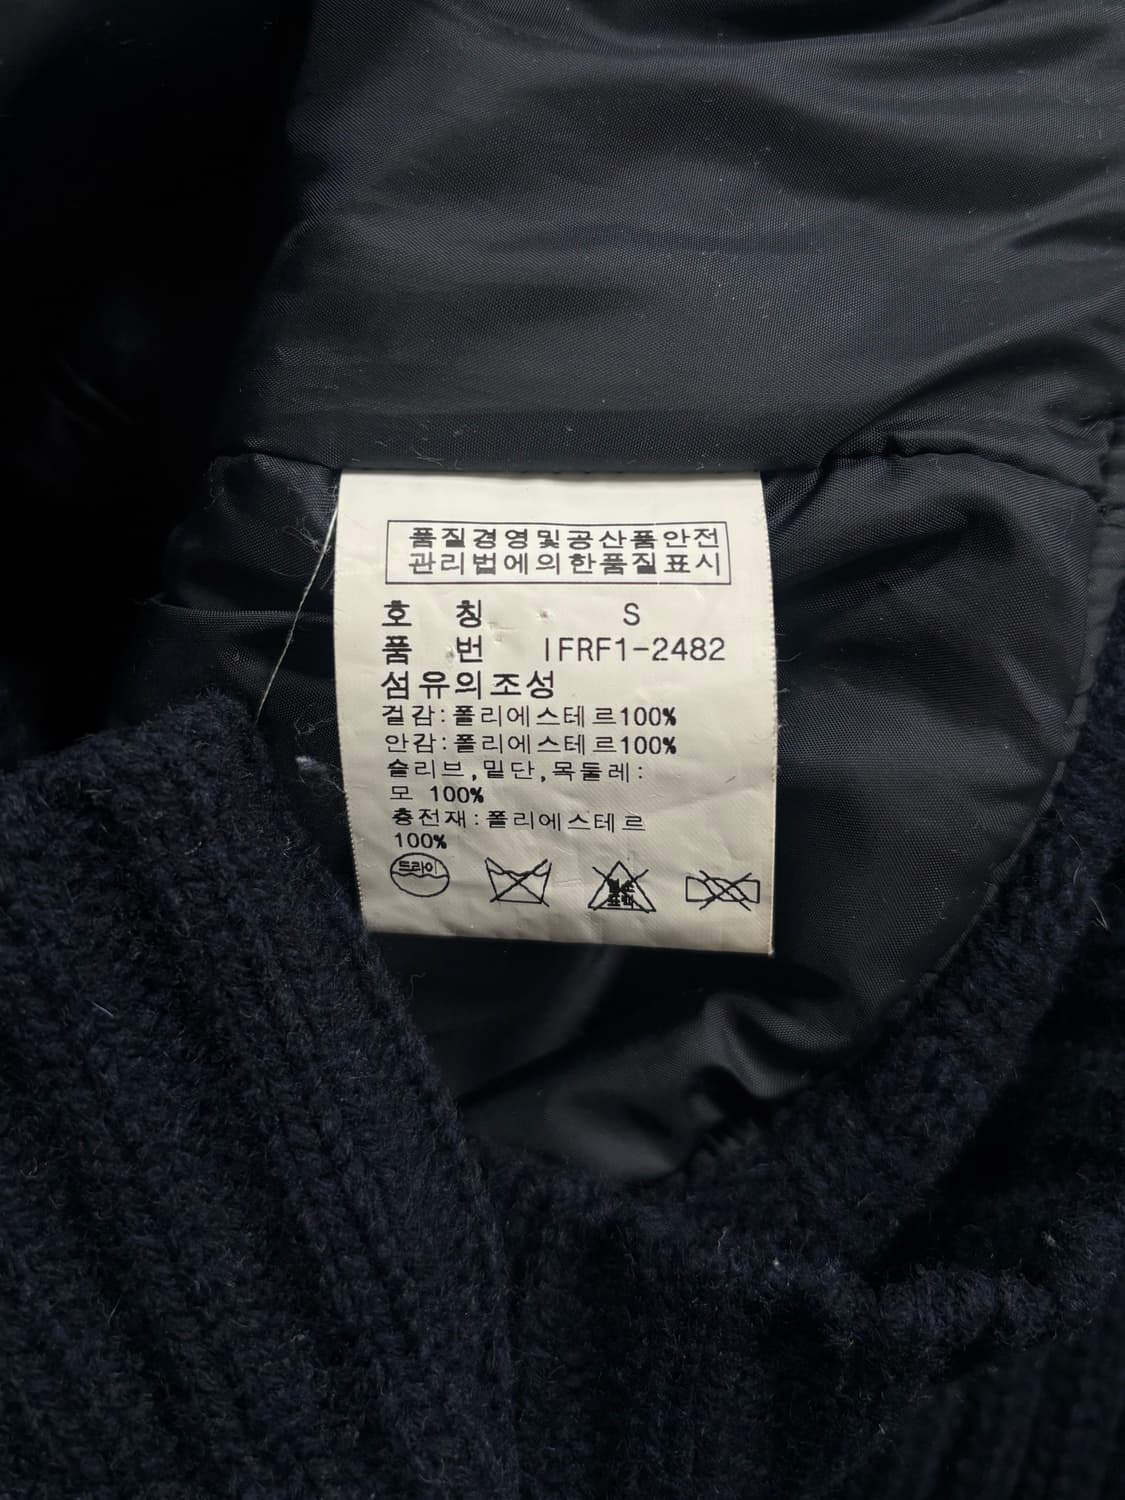 품질경영및공산품안전
관리법에의한품질표시
호 칭 S
품 번 IFRF1-2482
섬유의조성
겉감:폴리에스테르100%
안감:폴리에스테르100%
슬리브,밑단,목둘레:
모 100%
충전재:폴리에스테르
100%
드라이
염소
표백